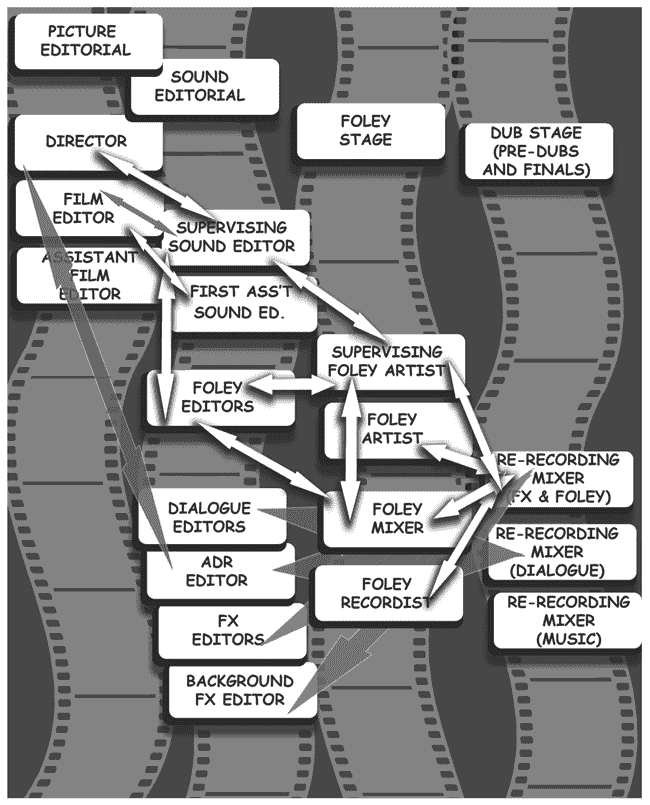 PICTURE
EDITORIAL
SOUND
EDITORIAL
FOLEY
STAGE
DUB STAGE
(PRE-DUBS
AND FINALS)
DIRECTOR
FILM
EDITOR
ASSISTANT
FILM
EDITOR
SUPERVISING
SOUND EDITOR
FIRST ASS'T
SOUND ED.
FOLEY
EDITORS
DIALOGUE
EDITORS
ADR
EDITOR
FX
EDITORS
BACKGROUND
FX EDITOR
SUPERVISING
FOLEY ARTIST
FOLEY
ARTIST
FOLEY
MIXER
FOLEY
RECORDIST
RE-RECORDING
MIXER
(FX & FOLEY)
RE-RECORDING
MIXER
(DIALOGUE)
RE-RECORDING
MIXER
(MUSIC)